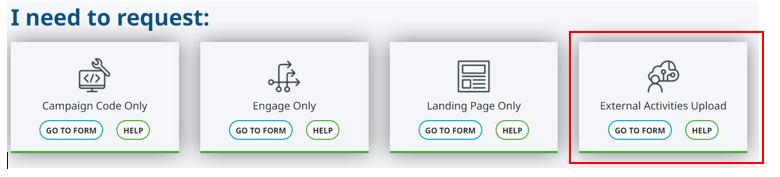 I need to request:
Campaign Code Only
GO TO FORM HELP
Engage Only
GO TO FORM HELP
Landing Page Only
GO TO FORM HELP
External Activities Upload
GO TO FORM HELP